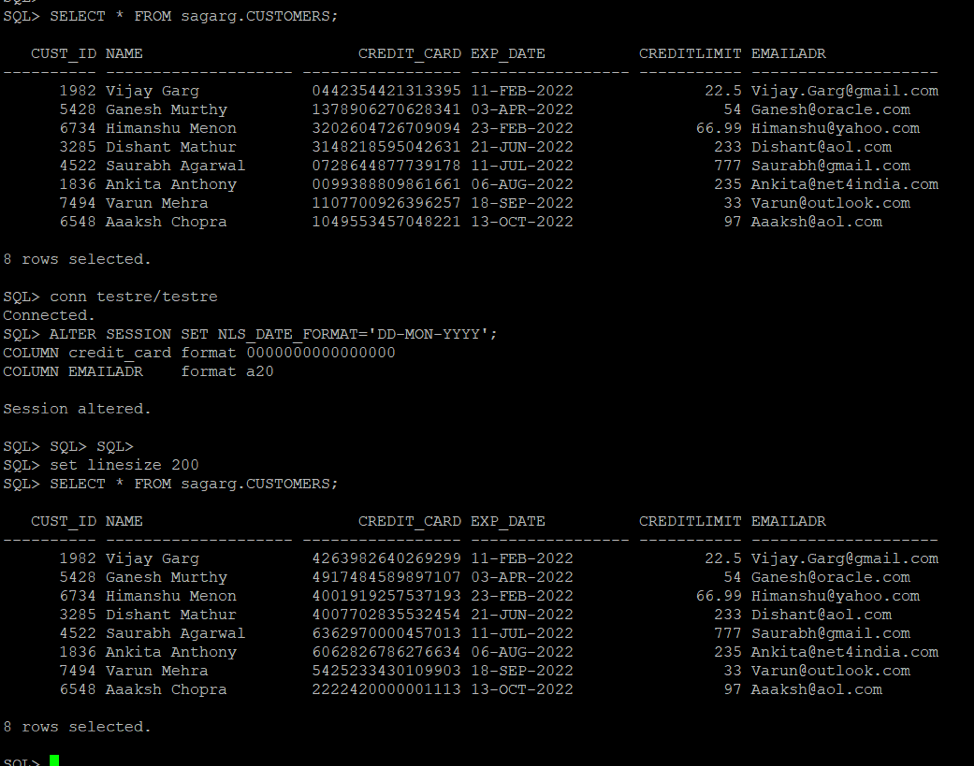 SQL>
SQL> SELECT * FROM sagarg.CUSTOMERS;
   CUST_ID NAME                       CREDIT_CARD EXP_DATE          CREDITLIMIT EMAILADR
---------- -------------------- ----------------- ----------------- ----------- --------------------
      1982 Vijay Garg            0442354421313395 11-FEB-2022              22.5 Vijay.Garg@gmail.com
      5428 Ganesh Murthy         1378906270628341 03-APR-2022                54 Ganesh@oracle.com
      6734 Himanshu Menon        3202604726709094 23-FEB-2022             66.99 Himanshu@yahoo.com
      3285 Dishant Mathur        3148218595042631 21-JUN-2022               233 Dishant@aol.com
      4522 Saurabh Agarwal       0728644877739178 11-JUL-2022               777 Saurabh@gmail.com
      1836 Ankita Anthony        0099388809861661 06-AUG-2022               235 Ankita@net4india.com
      7494 Varun Mehra           1107700926396257 18-SEP-2022                33 Varun@outlook.com
      6548 Aaaksh Chopra         1049553457048221 13-OCT-2022                97 Aaaksh@aol.com
8 rows selected.
SQL> conn testre/testre
Connected.
SQL> ALTER SESSION SET NLS_DATE_FORMAT='DD-MON-YYYY';
COLUMN credit_card format 0000000000000000
COLUMN EMAILADR    format a20
Session altered.
SQL> SQL> SQL>
SQL> set linesize 200
SQL> SELECT * FROM sagarg.CUSTOMERS;
   CUST_ID NAME                       CREDIT_CARD EXP_DATE          CREDITLIMIT EMAILADR
---------- -------------------- ----------------- ----------------- ----------- --------------------
      1982 Vijay Garg            4263982640269299 11-FEB-2022              22.5 Vijay.Garg@gmail.com
      5428 Ganesh Murthy         4917484589897107 03-APR-2022                54 Ganesh@oracle.com
      6734 Himanshu Menon        4001919257537193 23-FEB-2022             66.99 Himanshu@yahoo.com
      3285 Dishant Mathur        4007702835532454 21-JUN-2022               233 Dishant@aol.com
      4522 Saurabh Agarwal       6362970000457013 11-JUL-2022               777 Saurabh@gmail.com
      1836 Ankita Anthony        6062826786276634 06-AUG-2022               235 Ankita@net4india.com
      7494 Varun Mehra           5425233430109903 18-SEP-2022                33 Varun@outlook.com
      6548 Aaaksh Chopra         2222420000001113 13-OCT-2022                97 Aaaksh@aol.com
8 rows selected.
SQL>